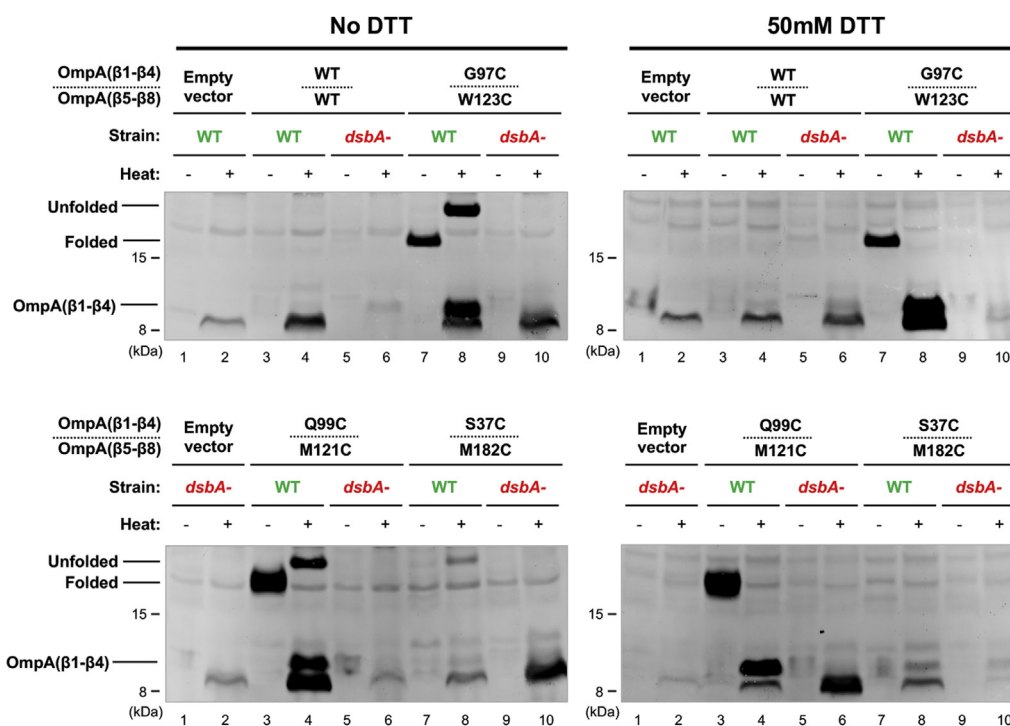 No DTT
50mM DTT
OmpA(β1-β4)
OmpA(β5-β8)
Empty vector
WT
WT
G97C
W123C
Empty vector
WT
WT
G97C
W123C
Strain: WT WT dsbA- WT dsbA- WT WT dsbA- WT dsbA-
Heat: - + - + - + - + - + - + - + - + - + - +
Unfolded
Folded
15
OmpA(β1-β4)
8
(kDa) 1 2 3 4 5 6 7 8 9 10
15
8
(kDa) 1 2 3 4 5 6 7 8 9 10
OmpA(β1-β4)
OmpA(β5-β8)
Empty vector
Q99C
M121C
S37C
M182C
Empty vector
Q99C
M121C
S37C
M182C
Strain: dsbA- WT dsbA- WT dsbA- dsbA- WT dsbA- WT dsbA-
Heat: - + - + - + - + - + - + - + - + - + - +
Unfolded
Folded
15
OmpA(β1-β4)
8
(kDa) 1 2 3 4 5 6 7 8 9 10
15
8
(kDa) 1 2 3 4 5 6 7 8 9 10